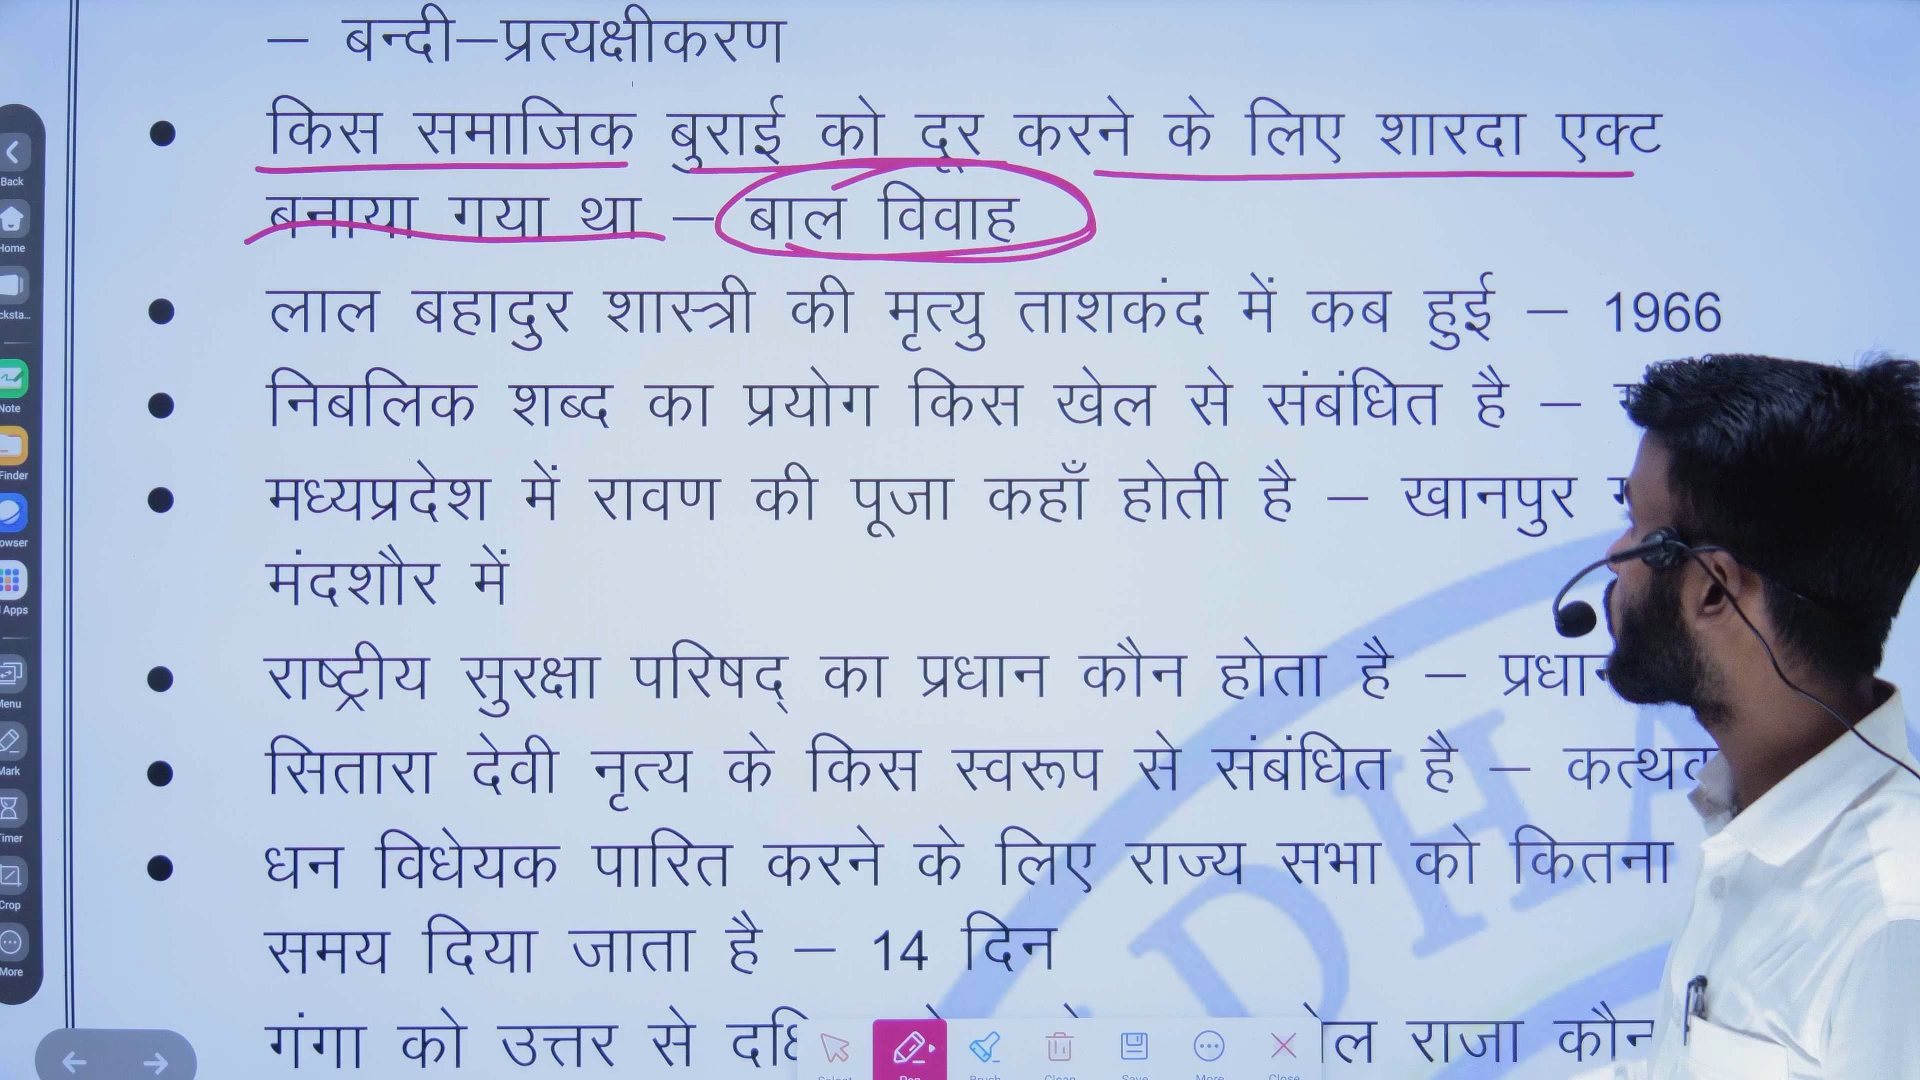 – बन्दी–प्रत्यक्षीकरण
• किस समाजिक बुराई को दूर करने के लिए शारदा एक्ट
बनाया गया था – बाल विवाह
• लाल बहादुर शास्त्री की मृत्यु ताशकंद में कब हुई – 1966
• निबलिक शब्द का प्रयोग किस खेल से संबंधित है –
• मध्यप्रदेश में रावण की पूजा कहाँ होती है – खानपुर
मंदशौर में
• राष्ट्रीय सुरक्षा परिषद् का प्रधान कौन होता है –
• सितारा देवी नृत्य के किस स्वरूप से संबंधित है –
• धन विधेयक पारित करने के लिए राज्य सभा को कितना
समय दिया जाता है – 14 दिन
गंगा को उत्तर से राजा कौन
Back
Home
Note
Finder
Apps
Menu
Mark
Timer
Crop
More
DHA